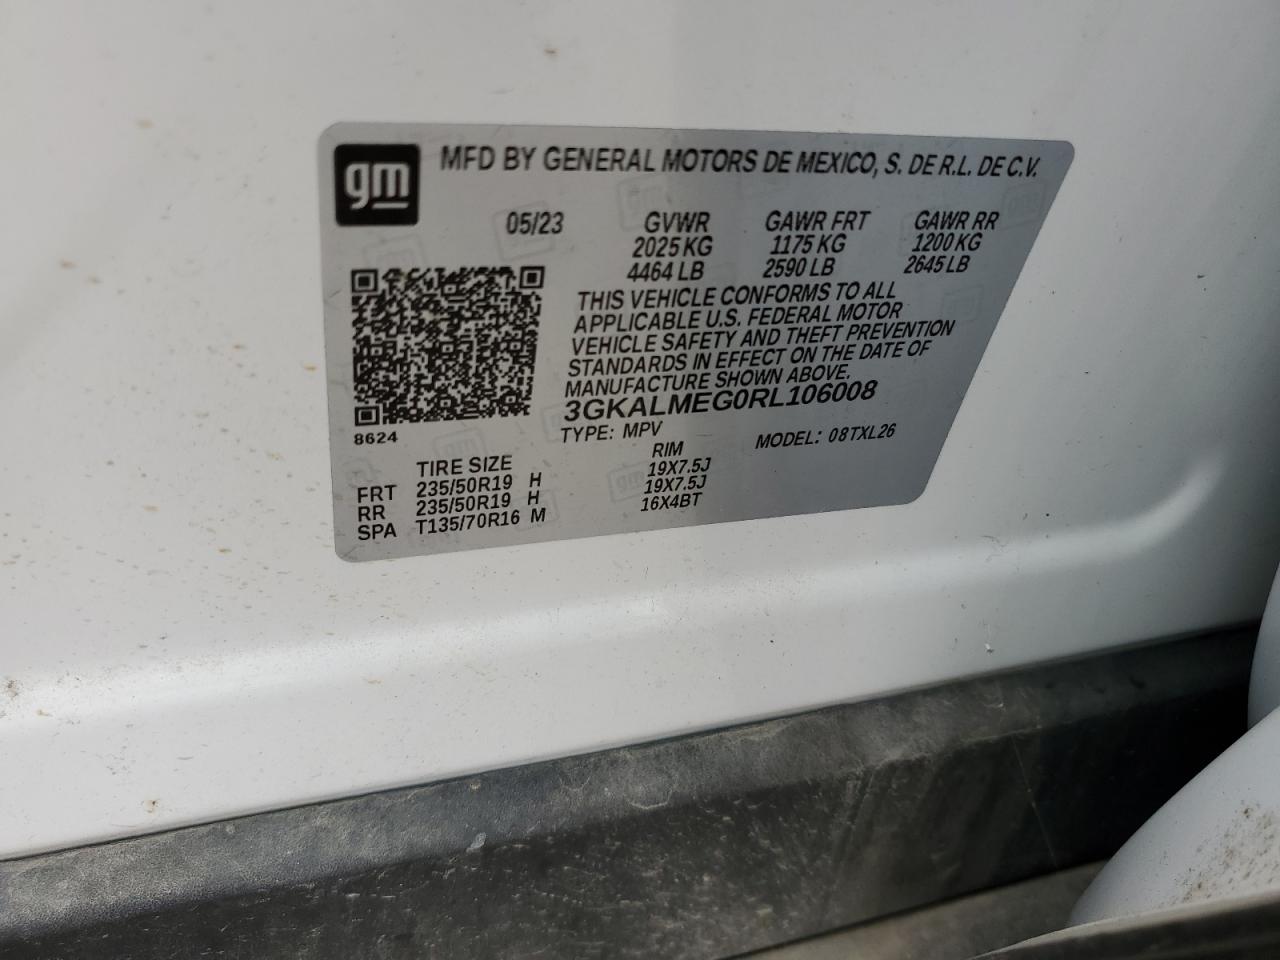 gm
MFD BY GENERAL MOTORS DE MEXICO, S. DE R.L. DE C.V.
05/23 GVWR GAWR FRT GAWR RR
2025 KG 1175 KG 1200 KG
4464 LB 2590 LB 2645 LB
THIS VEHICLE CONFORMS TO ALL
APPLICABLE U.S. FEDERAL MOTOR
VEHICLE SAFETY AND THEFT PREVENTION
STANDARDS IN EFFECT ON THE DATE OF
MANUFACTURE SHOWN ABOVE.
3GKALMEG0RL106008
8624
TYPE: MPV MODEL: 08TXL26
TIRE SIZE RIM
FRT 235/50R19 H 19X7.5J
RR 235/50R19 H 19X7.5J
SPA T135/70R16 M 16X4BT